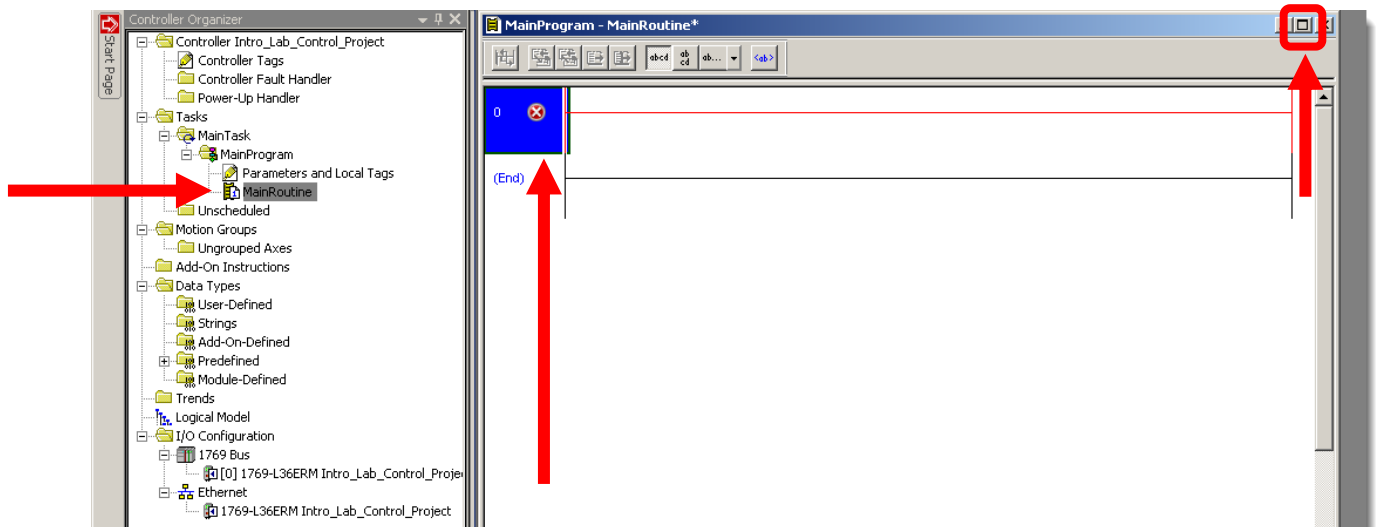 Controller Organizer
Start Page
Controller Intro_Lab_Control_Project
Controller Tags
Controller Fault Handler
Power-Up Handler
Tasks
MainTask
MainProgram
Parameters and Local Tags
MainRoutine
Unscheduled
Motion Groups
Ungrouped Axes
Add-On Instructions
Data Types
User-Defined
Strings
Add-On-Defined
Predefined
Module-Defined
Trends
Logical Model
I/O Configuration
1769 Bus
[0] 1769-L36ERM Intro_Lab_Control_Proje
Ethernet
1769-L36ERM Intro_Lab_Control_Project
MainProgram - MainRoutine*
abcd
ab
cd
ab...
<ab>
0
(End)